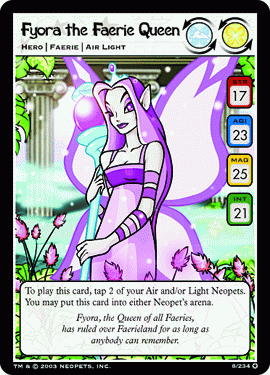 Fyora the Faerie Queen
Hero | Faerie | Air Light
STR
17
AGI
23
MAG
25
INT
21
To play this card, tap 2 of your Air and/or Light Neopets.
You may put this card into either Neopet's arena.
Fyora, the Queen of all Faeries,
has ruled over Faerieland for as long as
anybody can remember.
TM & © 2003 NEOPETS, INC.
8/234